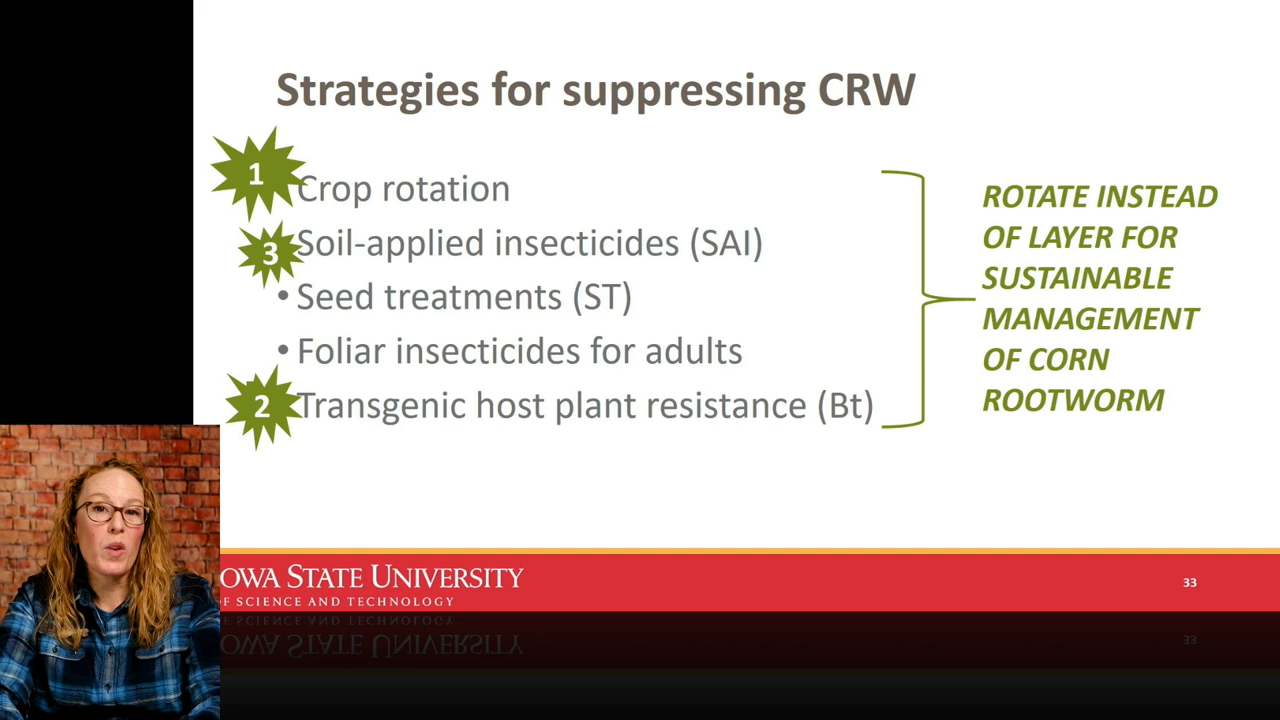 Strategies for suppressing CRW
1
Crop rotation
3
Soil-applied insecticides (SAI)
• Seed treatments (ST)
• Foliar insecticides for adults
2
Transgenic host plant resistance (Bt)
ROTATE INSTEAD
OF LAYER FOR
SUSTAINABLE
MANAGEMENT
OF CORN
ROOTWORM
OWA STATE UNIVERSITY
F SCIENCE AND TECHNOLOGY
33